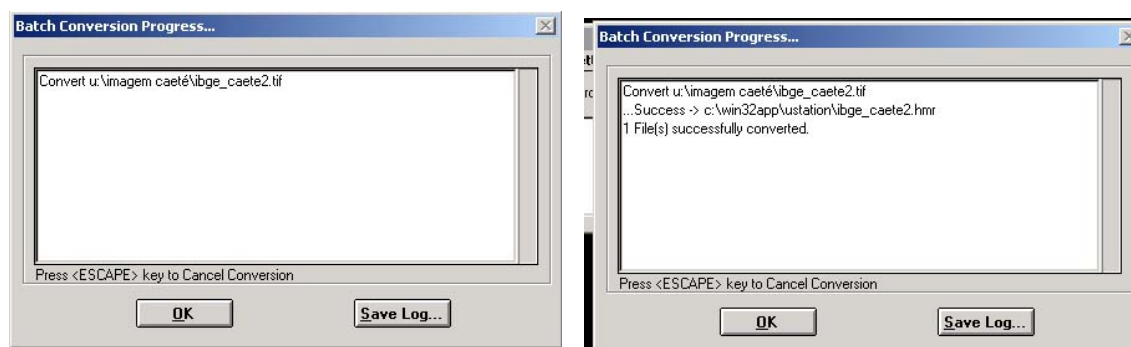 Batch Conversion Progress...
Convert u:\imagem caeté\ibge_caete2.tif
Press <ESCAPE> key to Cancel Conversion
OK
Save Log...
Batch Conversion Progress...
Convert u:\imagem caeté\ibge_caete2.tif
...Success -> c:\win32app\ustation\ibge_caete2.hmr
1 File(s) successfully converted.
Press <ESCAPE> key to Cancel Conversion
OK
Save Log...